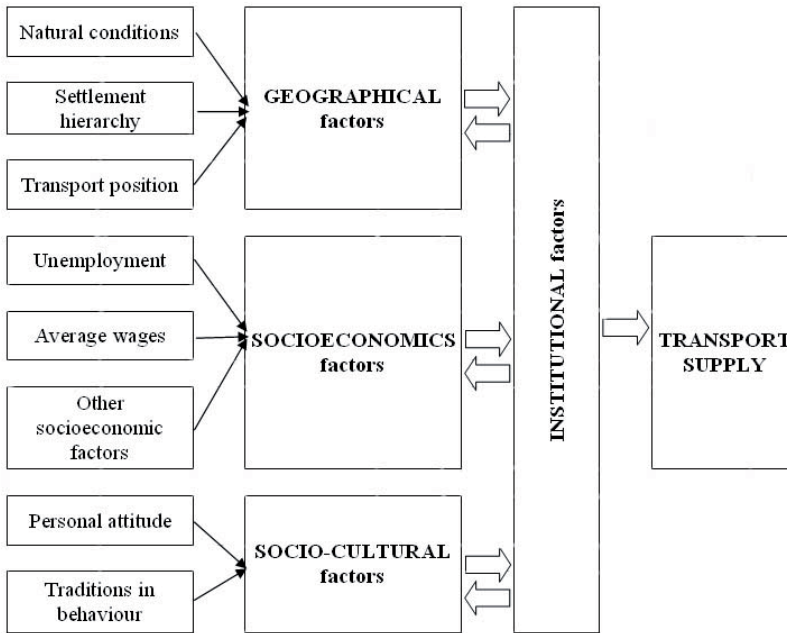 Natural conditions
Settlement
hierarchy
Transport position
GEOGRAPHICAL
factors
Unemployment
Average wages
Other
socioeconomic
factors
SOCIOECONOMICS
factors
Personal attitude
Traditions in
behaviour
SOCIO-CULTURAL
factors
INSTITUTIONAL factors
TRANSPORT
SUPPLY